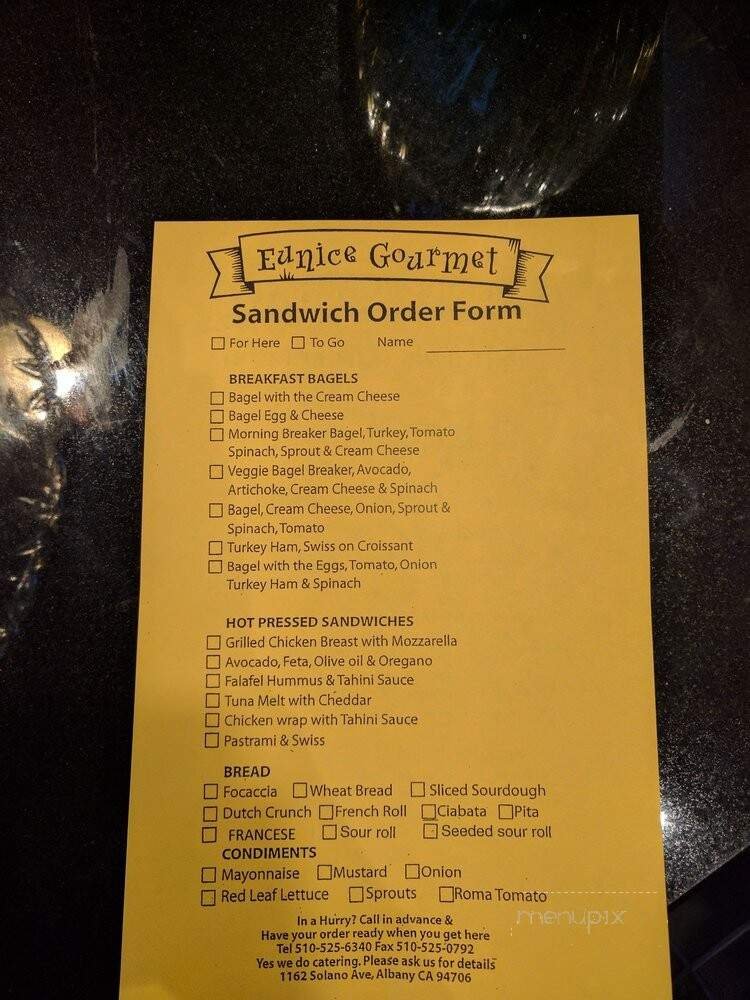 Eunice Gourmet
Sandwich Order Form
For Here To Go Name
BREAKFAST BAGELS
Bagel with the Cream Cheese
Bagel Egg & Cheese
Morning Breaker Bagel, Turkey, Tomato
Spinach, Sprout & Cream Cheese
Veggie Bagel Breaker, Avocado,
Artichoke, Cream Cheese & Spinach
Bagel, Cream Cheese, Onion, Sprout &
Spinach, Tomato
Turkey Ham, Swiss on Croissant
Bagel with the Eggs, Tomato, Onion
Turkey Ham & Spinach
HOT PRESSED SANDWICHES
Grilled Chicken Breast with Mozzarella
Avocado, Feta, Olive oil & Oregano
Falafel Hummus & Tahini Sauce
Tuna Melt with Cheddar
Chicken wrap with Tahini Sauce
Pastrami & Swiss
BREAD
Focaccia Wheat Bread Sliced Sourdough
Dutch Crunch French Roll Ciabata Pita
FRANCESE Sour roll Seeded sour roll
CONDIMENTS
Mayonnaise Mustard Onion
Red Leaf Lettuce Sprouts Roma Tomato
menupix
In a Hurry? Call in advance &
Have your order ready when you get here
Tel 510-525-6340 Fax 510-525-0792
Yes we do catering. Please ask us for details
1162 Solano Ave, Albany CA 94706